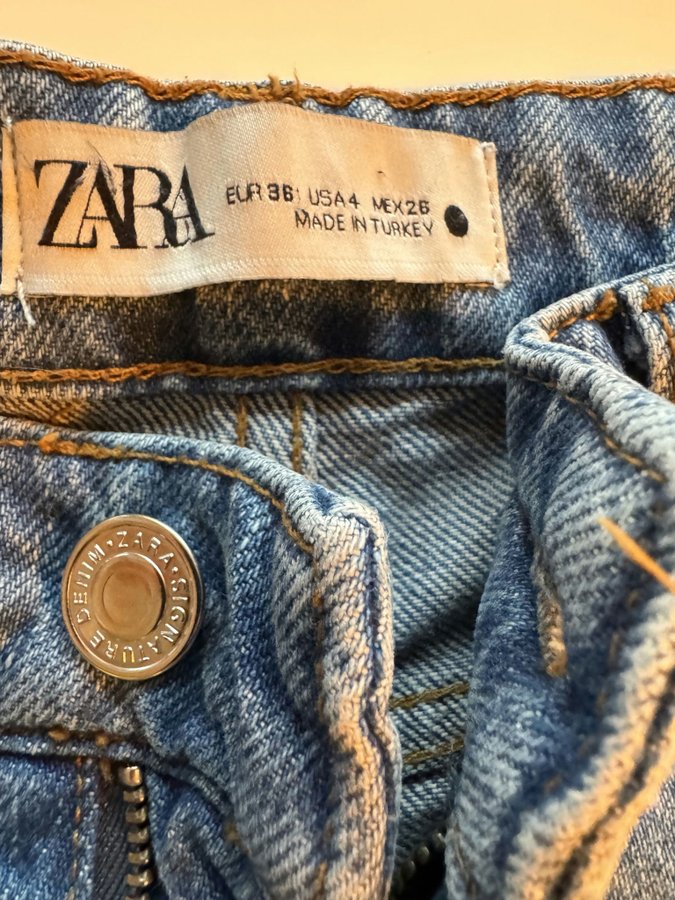 ZARA
EUR 36 USA 4 MEX 26
MADE IN TURKEY
ZARA • SIGNATURE DENIM •